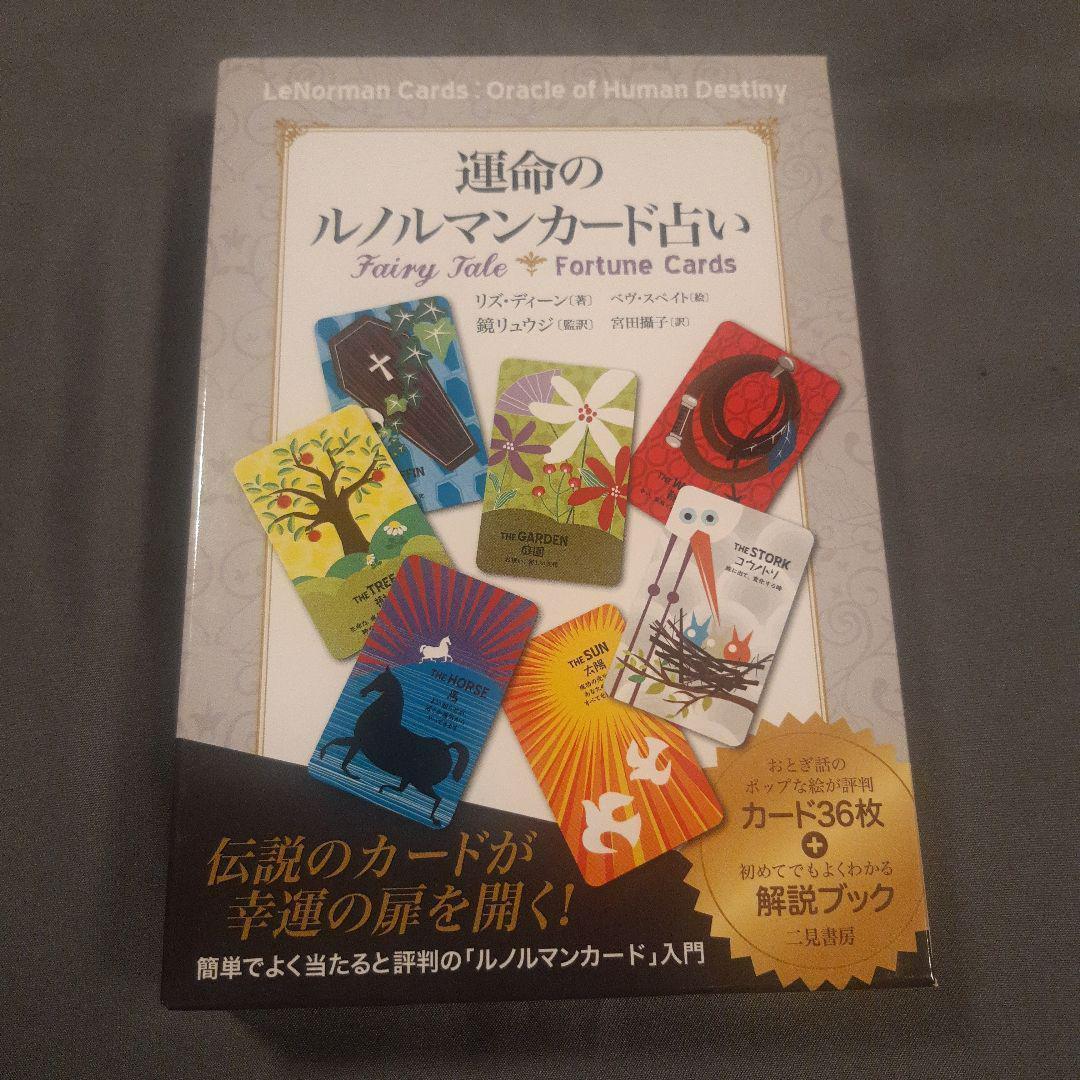 LeNorman Cards : Oracle of Human Destiny
運命の
ルノルマンカード占い
Fairy Tale Fortune Cards
リズ・ディーン〔著〕 ベヴ・スペイト〔絵〕
鏡リュウジ〔監訳〕 宮田攝子〔訳〕
THE GARDEN
庭園
THE STORK
コウノトリ
THE TREE
THE HORSE
馬
THE SUN
太陽
おとぎ話の
ポップな絵が評判
カード36枚
+
初めてでもよくわかる
解説ブック
二見書房
伝説のカードが
幸運の扉を開く!
簡単でよく当たると評判の「ルノルマンカード」入門